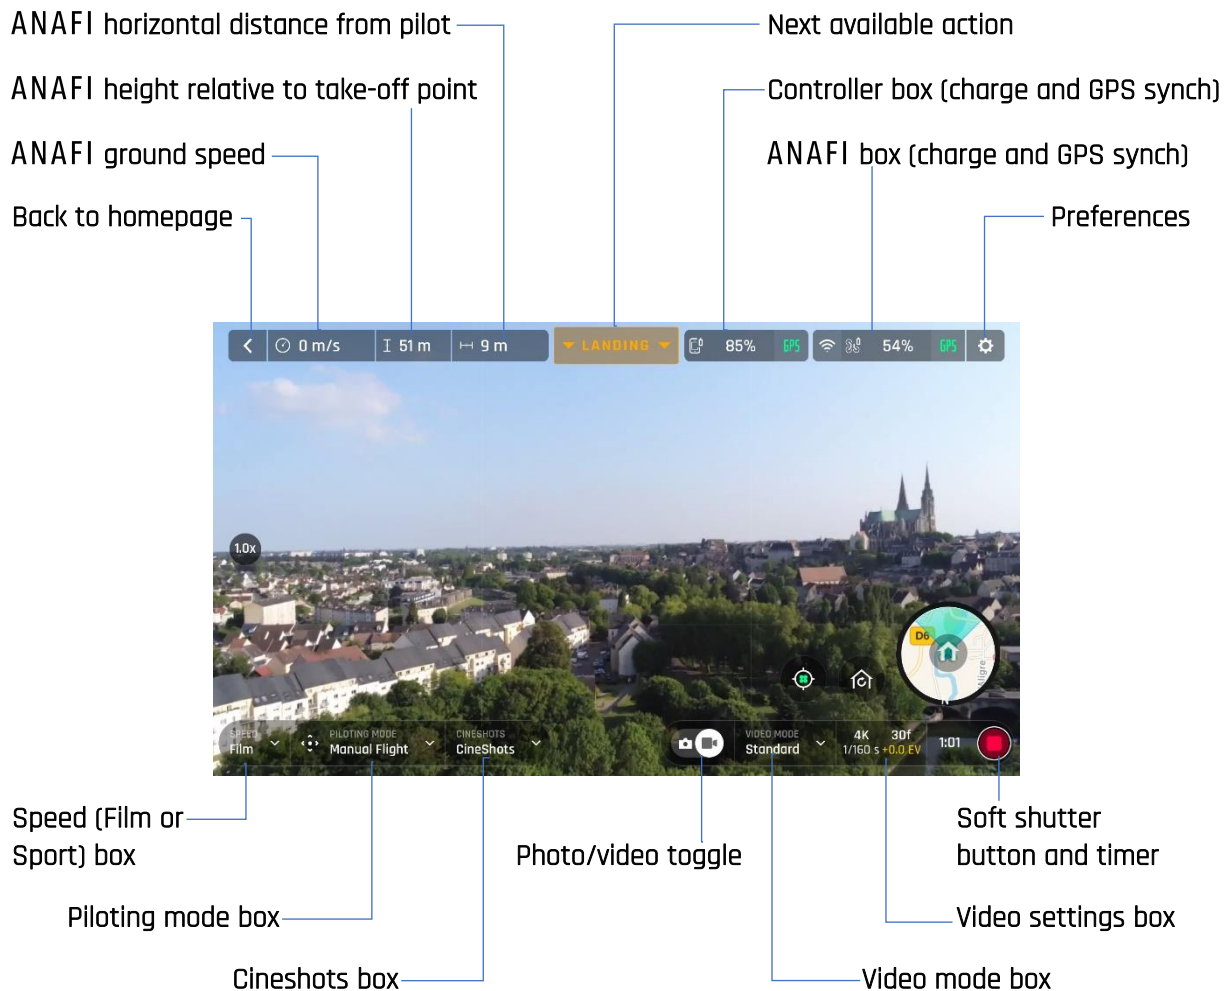 ANAFI horizontal distance from pilot
Next available action
ANAFI height relative to take-off point
Controller box (charge and GPS synch)
ANAFI ground speed
ANAFI box (charge and GPS synch)
Back to homepage
Preferences
0 m/s
51 m
9 m
LANDING
85%
GPS
54%
GPS
1.0x
D6
N
SPEED
Film
PILOTING MODE
Manual Flight
CINESHOTS
CineShots
VIDEO MODE
Standard
4K 30f
1/160 s +0.0 EV
1:01
Speed (Film or
Sport) box
Photo/video toggle
Soft shutter
button and timer
Piloting mode box
Video settings box
Cineshots box
Video mode box